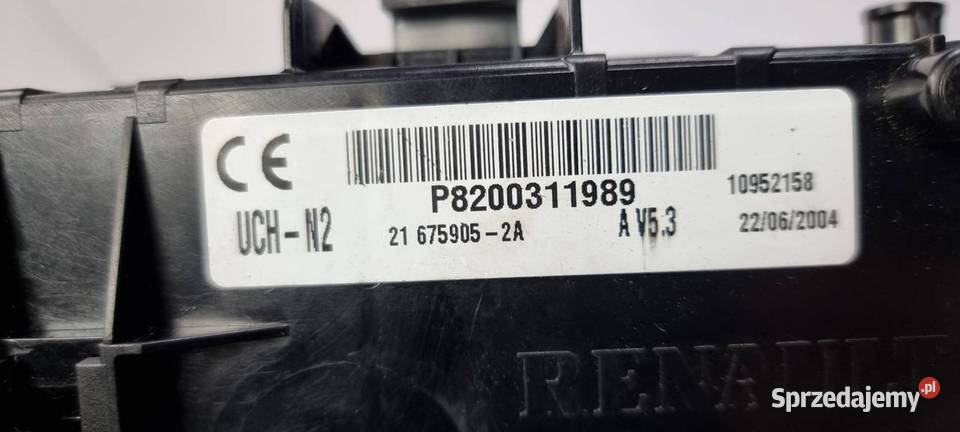 CE
P8200311989
10952158
UCH-N2
21 675905-2A
A V5.3
22/06/2004
RENAULT
Sprzedajemy.pl